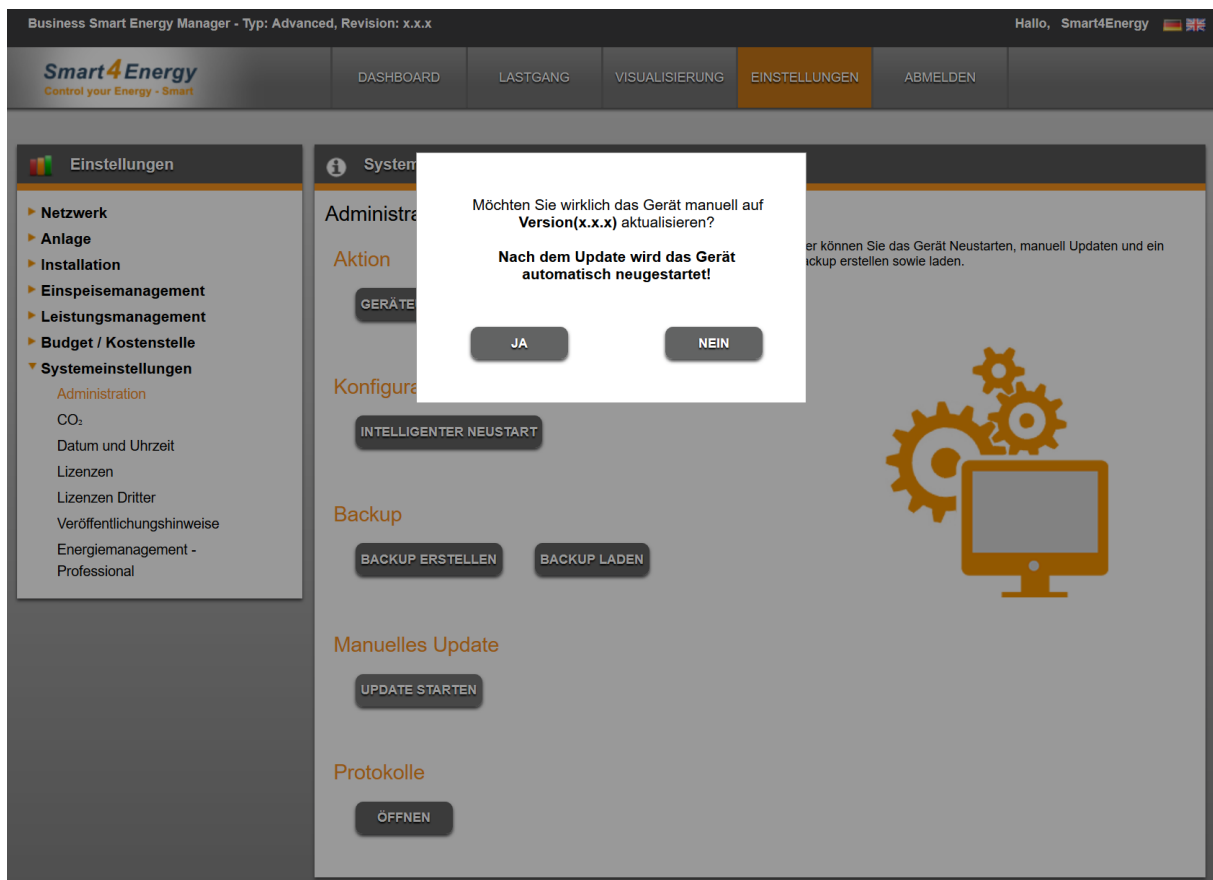 Business Smart Energy Manager - Typ: Advanced, Revision: x.x.x
Hallo, Smart4Energy
Smart4Energy
Control your Energy - Smart
DASHBOARD
LASTGANG
VISUALISIERUNG
EINSTELLUNGEN
ABMELDEN
Einstellungen
Netzwerk
Anlage
Installation
Einspeisemanagement
Leistungsmanagement
Budget / Kostenstelle
Systemeinstellungen
Administration
CO₂
Datum und Uhrzeit
Lizenzen
Lizenzen Dritter
Veröffentlichungshinweise
Energiemanagement -
Professional
System
Möchten Sie wirklich das Gerät manuell auf
Version(x.x.x) aktualisieren?
Nach dem Update wird das Gerät
automatisch neugestartet!
JA
NEIN
Administra
er können Sie das Gerät Neustarten, manuell Updaten und ein
ckup erstellen sowie laden.
Aktion
GERÄTE
Konfigura
INTELLIGENTER NEUSTART
Backup
BACKUP ERSTELLEN
BACKUP LADEN
Manuelles Update
UPDATE STARTEN
Protokolle
ÖFFNEN